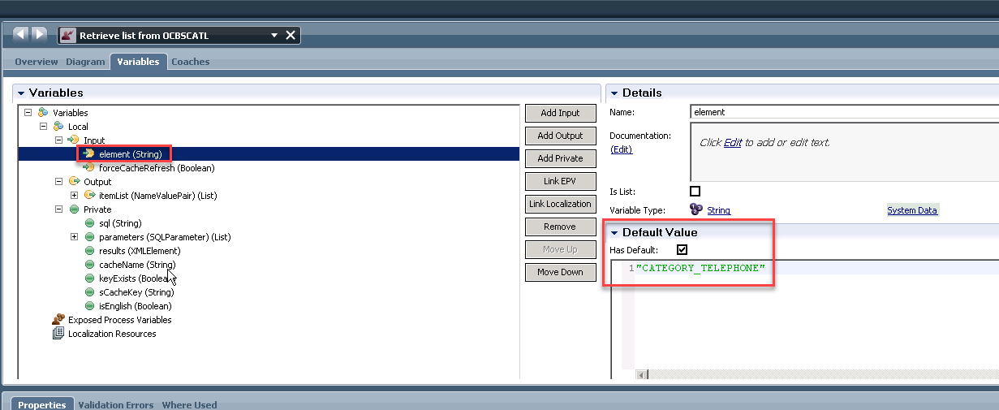 Retrieve list from OCBSCATL
Overview Diagram Variables Coaches
Variables
Variables
Local
Input
element (String)
forceCacheRefresh (Boolean)
Output
itemList (NameValuePair) (List)
Private
sql (String)
parameters (SQLParameter) (List)
results (XMLElement)
cacheName (String)
keyExists (Boolean)
sCacheKey (String)
isEnglish (Boolean)
Exposed Process Variables
Localization Resources
Add Input
Add Output
Add Private
Link EPV
Link Localization
Remove
Move Up
Move Down
Details
Name: element
Documentation:
(Edit)
Click Edit to add or edit text.
Is List:
Variable Type: String System Data
Default Value
Has Default:
1 "CATEGORY_TELEPHONE"
Properties Validation Errors Where Used